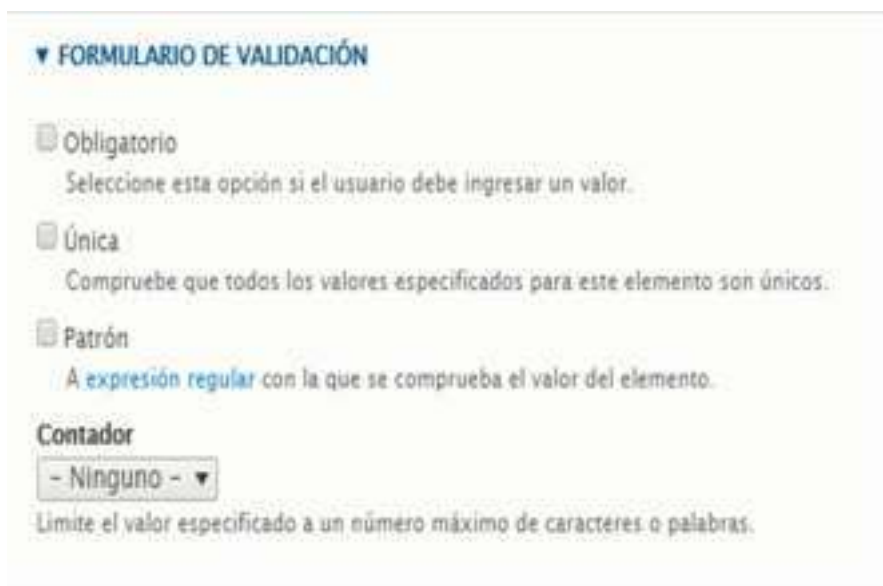 ▼ FORMULARIO DE VALIDACIÓN
Obligatorio
Seleccione esta opción si el usuario debe ingresar un valor.
Única
Compruebe que todos los valores especificados para este elemento son únicos.
Patrón
A expresión regular con la que se comprueba el valor del elemento.
Contador
- Ninguno - ▼
Limite el valor especificado a un número máximo de caracteres o palabras.